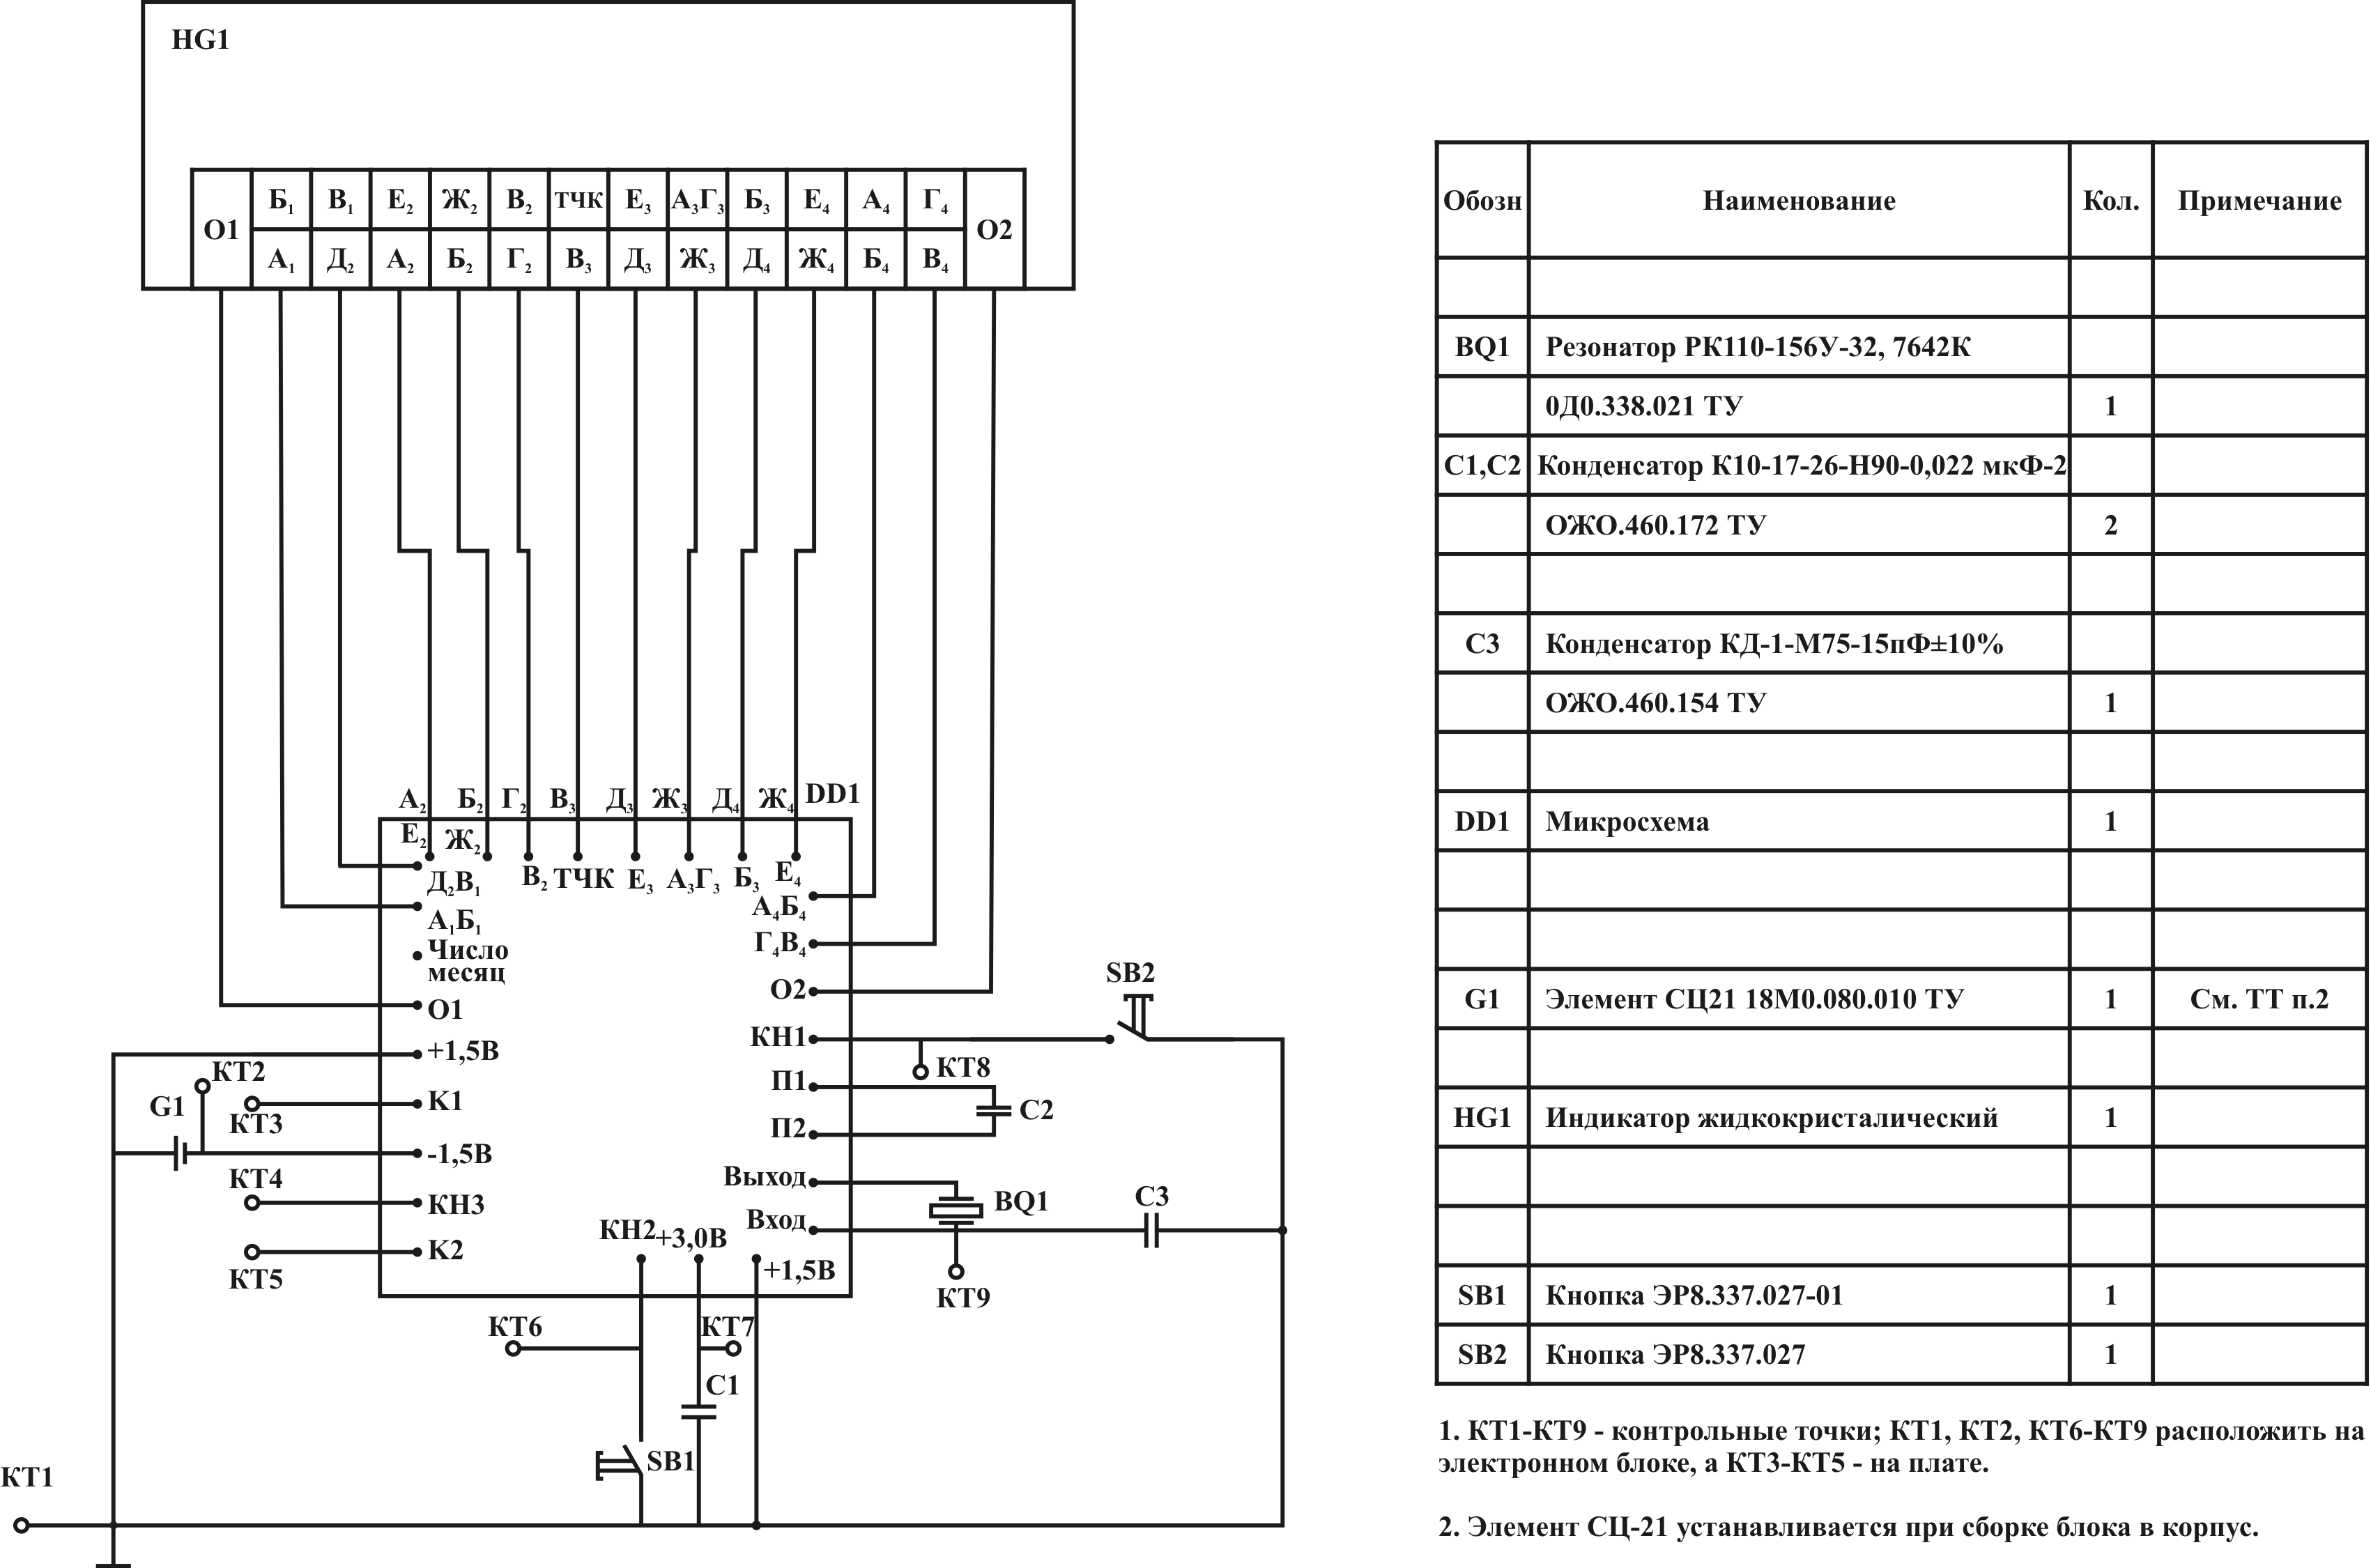 HG1
О1 Б₁ В₁ Е₂ Ж₂ В₂ ТЧК Е₃ А₃Г₃ Б₃ Е₄ А₄ Г₄ О2
А₁ Д₂ А₂ Б₂ Г₂ В₃ Д₃ Ж₃ Д₄ Ж₄ Б₄ В₄
А₂ Б₂ Г₂ В₃ Д₃ Ж₃ Д₄ Ж₄ DD1
Е₂ Ж₂
Д₂В₁ В₂ ТЧК Е₃ А₃Г₃ Б₃ Е₄
А₁Б₁ А₄Б₄
Число
месяц
Г₄В₄
О1
О2
SB2
+1,5В
КН1
КТ8
КТ2
G1
КТ3
К1
П1
С2
П2
-1,5В
КТ4
КН3
Выход
BQ1
С3
Вход
КТ9
К2
КТ5
КН2
+3,0В
+1,5В
КТ6
КТ7
С1
SB1
КТ1
Обозн Наименование Кол. Примечание
BQ1 Резонатор РК110-156У-32, 7642К
0Д0.338.021 ТУ 1
С1,С2 Конденсатор К10-17-26-Н90-0,022 мкФ-2
ОЖО.460.172 ТУ 2
С3 Конденсатор КД-1-М75-15пФ±10%
ОЖО.460.154 ТУ 1
DD1 Микросхема 1
G1 Элемент СЦ21 18М0.080.010 ТУ 1 См. ТТ п.2
HG1 Индикатор жидкокристалический 1
SB1 Кнопка ЭР8.337.027-01 1
SB2 Кнопка ЭР8.337.027 1
1. КТ1-КТ9 - контрольные точки; КТ1, КТ2, КТ6-КТ9 расположить на
электронном блоке, а КТ3-КТ5 - на плате.
2. Элемент СЦ-21 устанавливается при сборке блока в корпус.